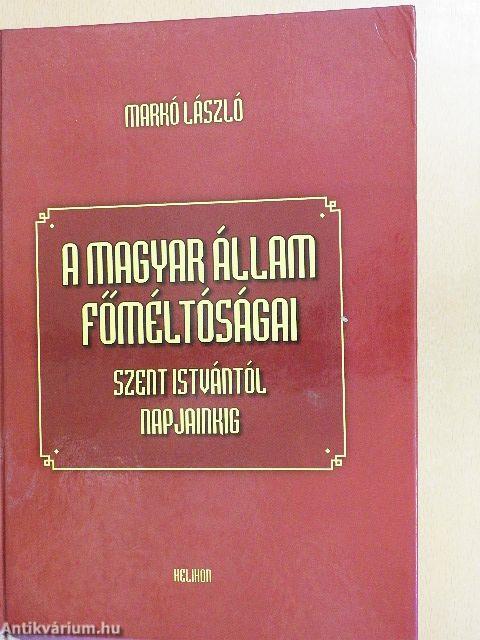 MARKÓ LÁSZLÓ
A MAGYAR ÁLLAM
FŐMÉLTÓSÁGAI
SZENT ISTVÁNTÓL
NAPJAINKIG
HELIKON
Antikvárium.hu